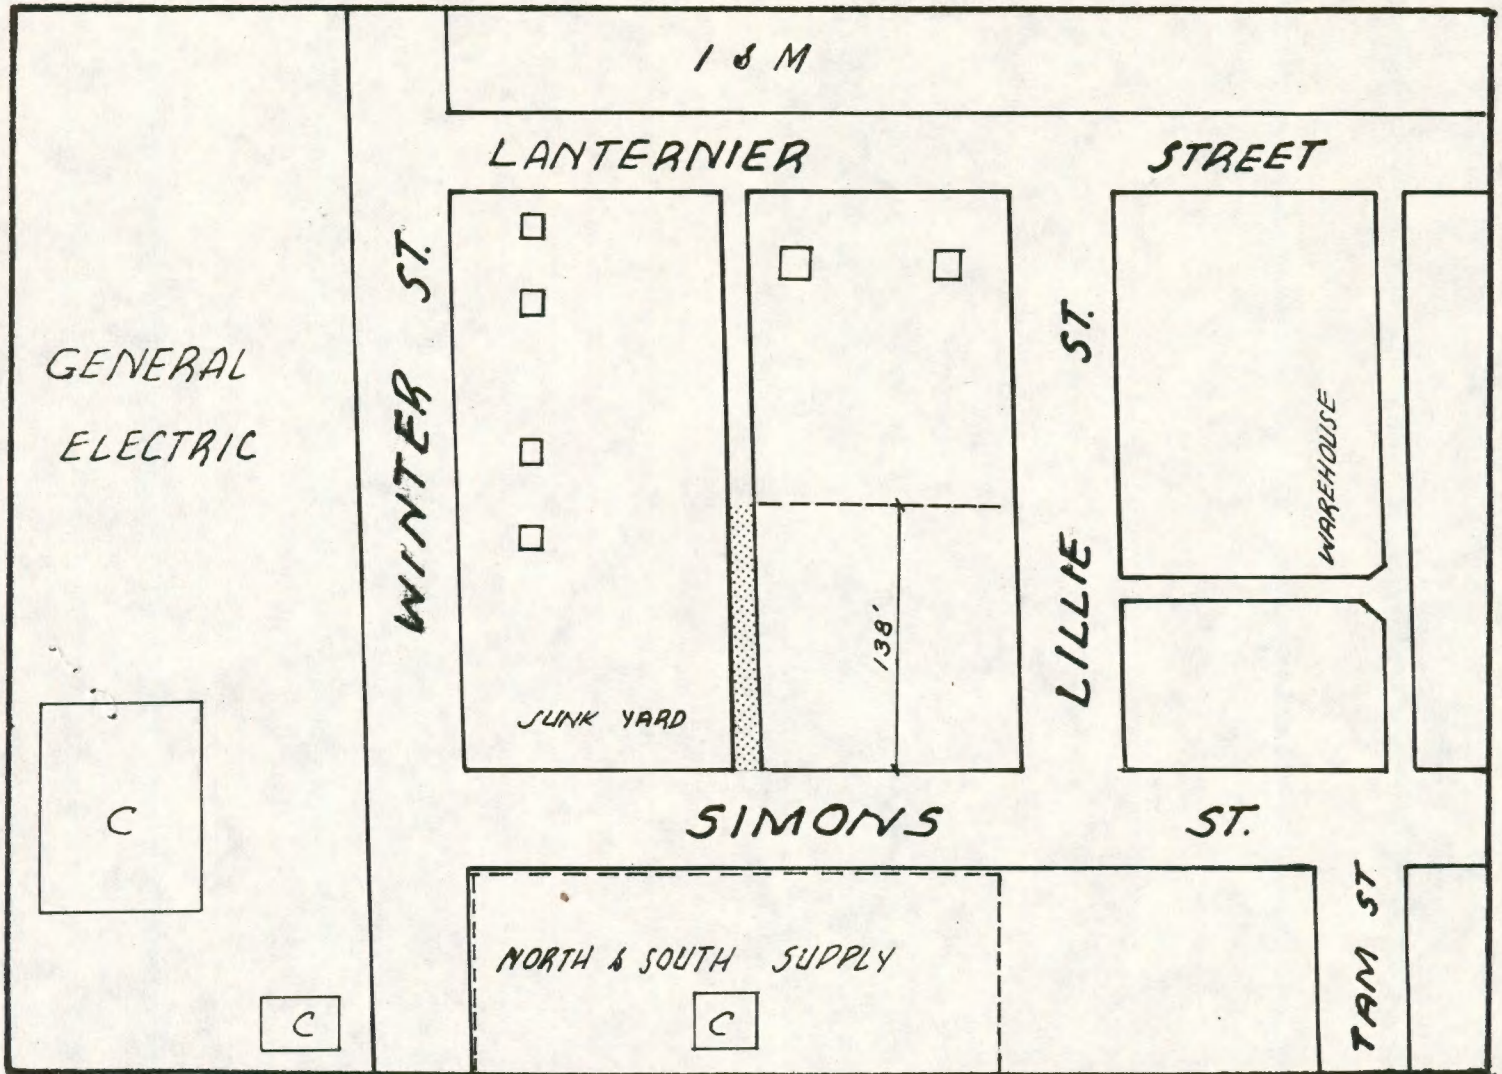 I & M
LANTERNIER STREET
WINTER ST.
GENERAL
ELECTRIC
LILLIE ST.
WAREHOUSE
138'
JUNK YARD
C
SIMONS ST.
NORTH & SOUTH SUPPLY
C
C
TAM ST